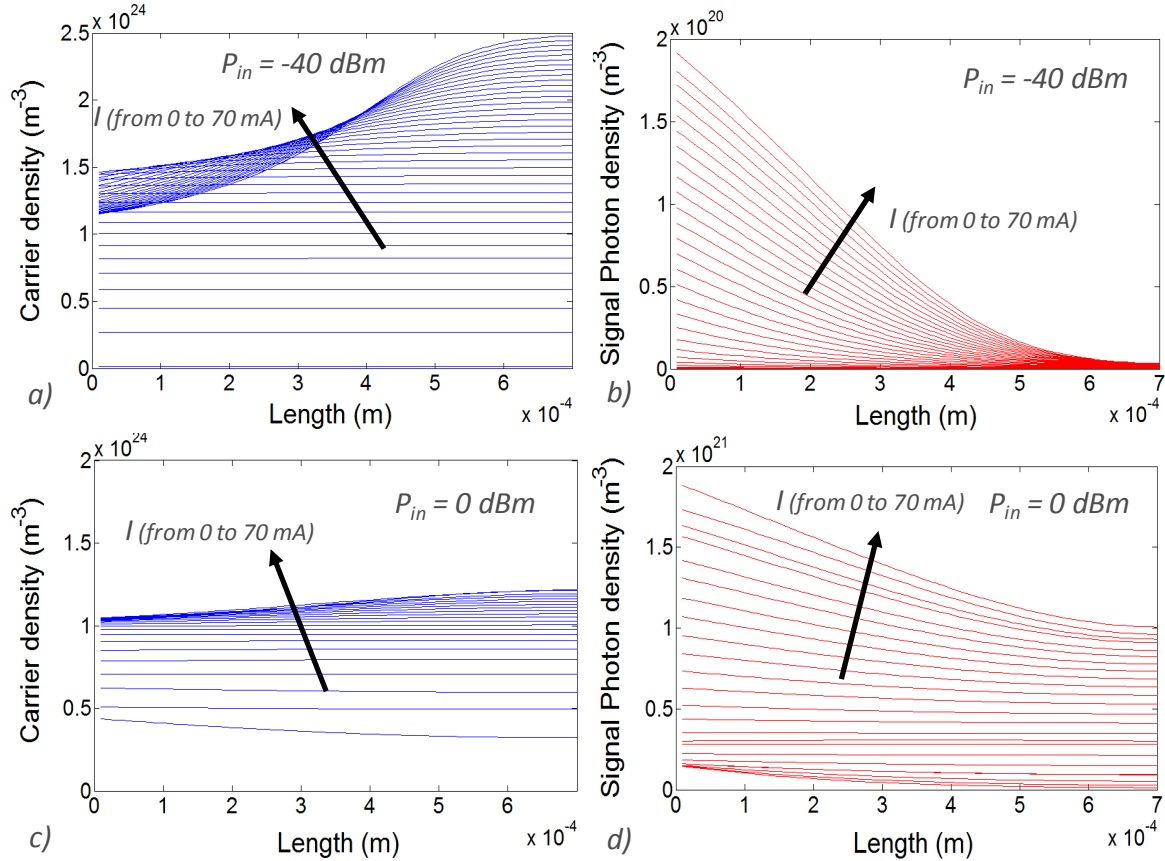 x 10^24
2.5
2
1.5
1
0.5
0
Carrier density (m^-3)
P_in = -40 dBm
I (from 0 to 70 mA)
0 1 2 3 4 5 6
x 10^-4
Length (m)
a)
x 10^20
2
1.5
1
0.5
0
Signal Photon density (m^-3)
P_in = -40 dBm
I (from 0 to 70 mA)
0 1 2 3 4 5 6 7
x 10^-4
Length (m)
b)
x 10^24
2
1.5
1
0.5
0
Carrier density (m^-3)
P_in = 0 dBm
I (from 0 to 70 mA)
0 1 2 3 4 5 6
x 10^-4
Length (m)
c)
x 10^21
2
1.5
1
0.5
0
Signal Photon density (m^-3)
I (from 0 to 70 mA)
P_in = 0 dBm
0 1 2 3 4 5 6 7
x 10^-4
Length (m)
d)